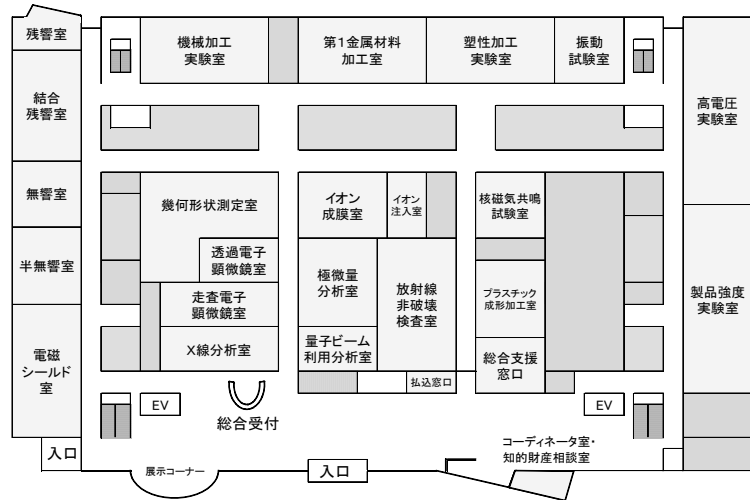 残響室
結合
残響室
無響室
半無響室
電磁
シールド
室
入口
機械加工
実験室
第1金属材料
加工室
塑性加工
実験室
振動
試験室
高電圧
実験室
製品強度
実験室
幾何形状測定室
透過電子
顕微鏡室
走査電子
顕微鏡室
X線分析室
イオン
成膜室
イオン
注入室
極微量
分析室
放射線
非破壊
検査室
量子ビーム
利用分析室
払込窓口
核磁気共鳴
試験室
プラスチック
成形加工室
総合支援
窓口
EV
総合受付
EV
展示コーナー
入口
コーディネータ室・
知的財産相談室